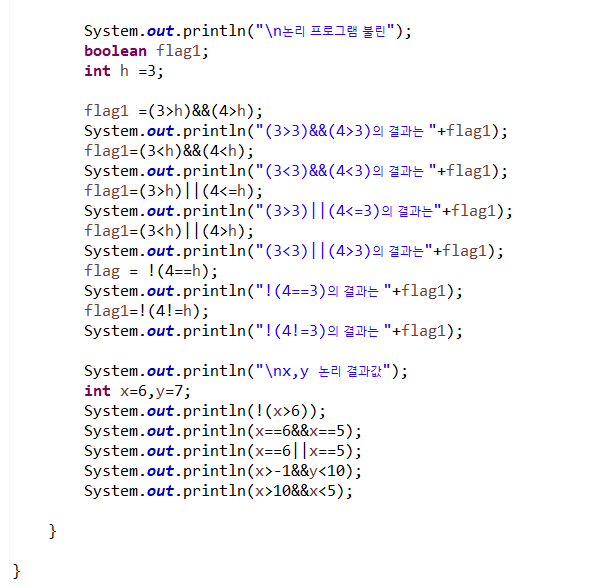 System.out.println("\n논리 프로그램 불린");
boolean flag1;
int h =3;
flag1 =(3>h)&&(4>h);
System.out.println("(3>3)&&(4>3)의 결과는 "+flag1);
flag1=(3<h)&&(4<h);
System.out.println("(3<3)&&(4<3)의 결과는 "+flag1);
flag1=(3>h)||(4<=h);
System.out.println("(3>3)||(4<=3)의 결과는"+flag1);
flag1=(3<h)||(4>h);
System.out.println("(3<3)||(4>3)의 결과는"+flag1);
flag = !(4==h);
System.out.println("!(4==3)의 결과는 "+flag1);
flag1=!(4!=h);
System.out.println("!(4!=3)의 결과는 "+flag1);
System.out.println("\nx,y 논리 결과값");
int x=6,y=7;
System.out.println(!(x>6));
System.out.println(x==6&&x==5);
System.out.println(x==6||x==5);
System.out.println(x>-1&&y<10);
System.out.println(x>10&&x<5);
}
}